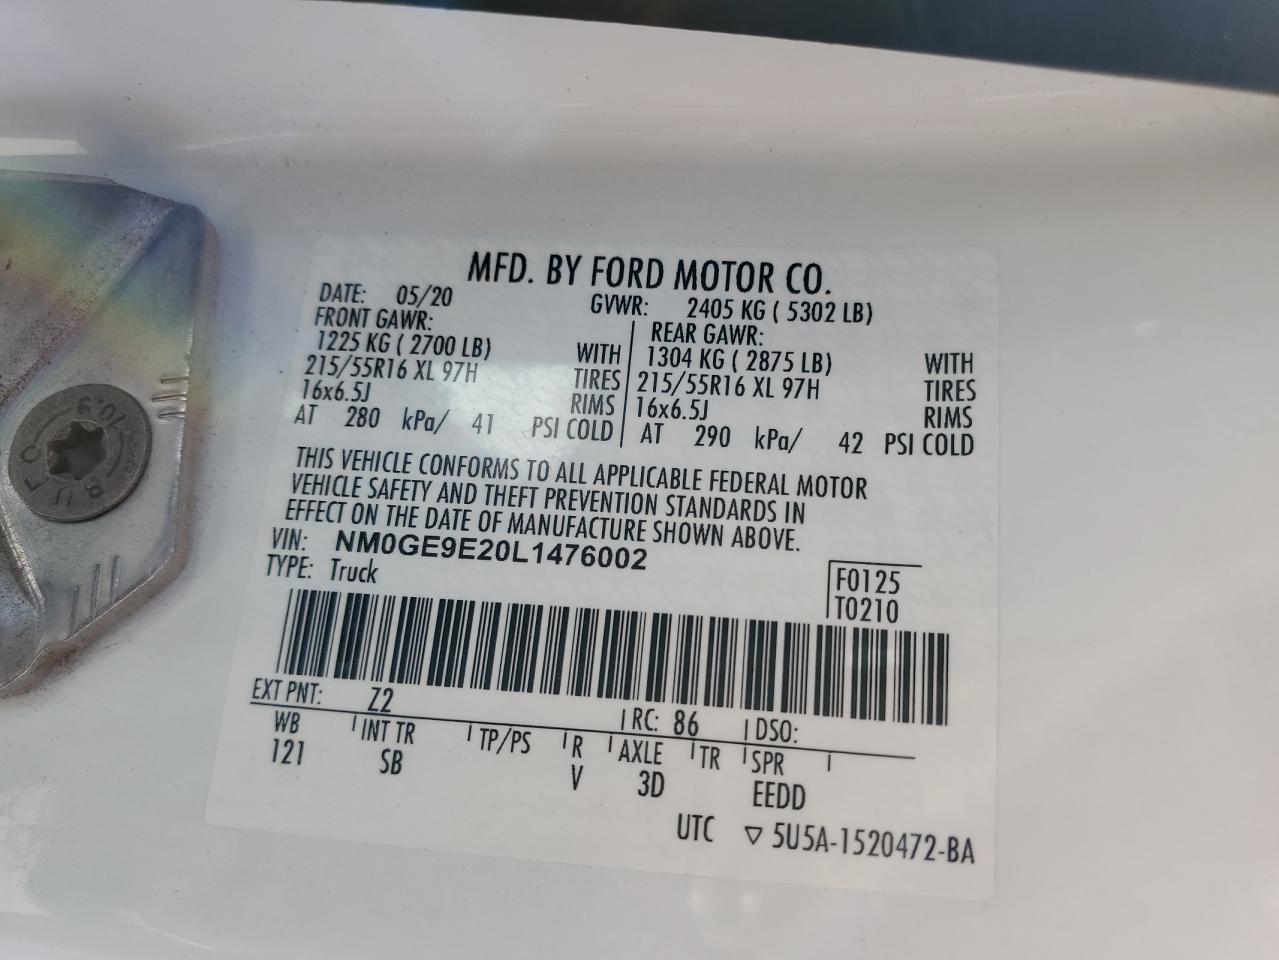 MFD. BY FORD MOTOR CO.
DATE: 05/20 GVWR: 2405 KG ( 5302 LB)
FRONT GAWR: REAR GAWR:
1225 KG ( 2700 LB) WITH 1304 KG ( 2875 LB) WITH
215/55R16 XL 97H TIRES 215/55R16 XL 97H TIRES
16x6.5J RIMS 16x6.5J RIMS
AT 280 kPa/ 41 PSI COLD AT 290 kPa/ 42 PSI COLD
THIS VEHICLE CONFORMS TO ALL APPLICABLE FEDERAL MOTOR
VEHICLE SAFETY AND THEFT PREVENTION STANDARDS IN
EFFECT ON THE DATE OF MANUFACTURE SHOWN ABOVE.
VIN: NM0GE9E20L1476002
TYPE: Truck
F0125
T0210
EXT PNT: Z2 RC: 86 DSO:
WB INT TR TP/PS R AXLE TR SPR
121 SB V 3D EEDD
UTC ▽ 5U5A-1520472-BA
10.9
RUFO